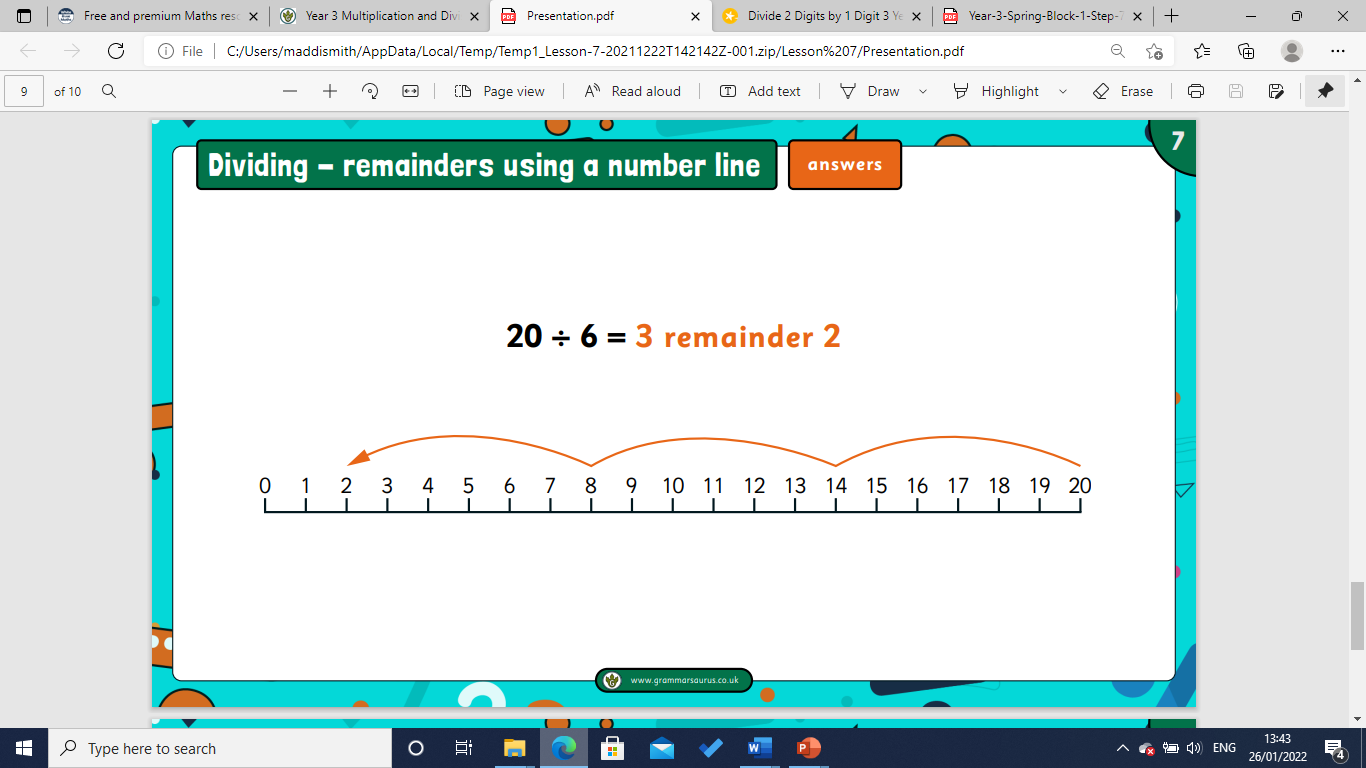 Free and premium Maths res
Year 3 Multiplication and Divi
Presentation.pdf
Divide 2 Digits by 1 Digit 3 Ye
Year-3-Spring-Block-1-Step-7
File
C:/Users/maddismith/AppData/Local/Temp/Temp1_Lesson-7-20211222T142142Z-001.zip/Lesson%207/Presentation.pdf
9 of 10
Page view
Read aloud
Add text
Draw
Highlight
Erase
7
Dividing – remainders using a number line
answers
20 ÷ 6 = 3 remainder 2
0 1 2 3 4 5 6 7 8 9 10 11 12 13 14 15 16 17 18 19 20
www.grammarsaurus.co.uk
Type here to search
ENG
13:43
26/01/2022
4